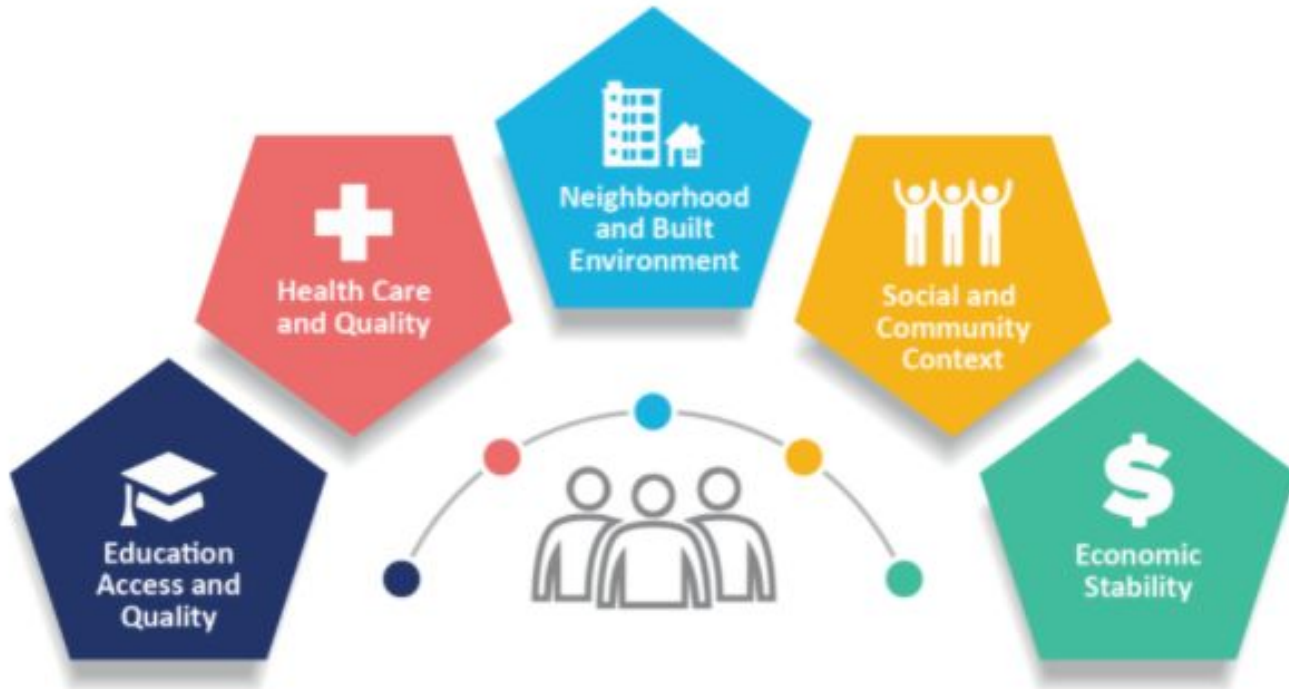 Education
Access and
Quality
Health Care
and Quality
Neighborhood
and Built
Environment
Social and
Community
Context
$
Economic
Stability